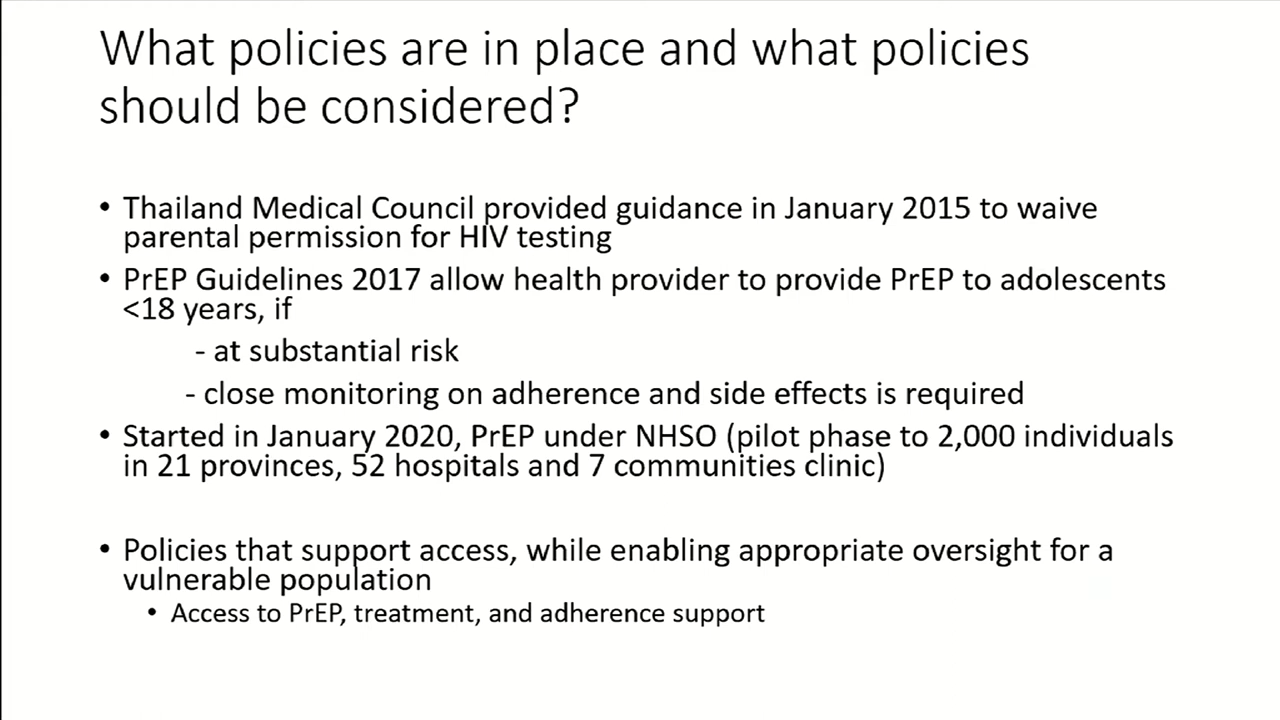 What policies are in place and what policies
should be considered?
• Thailand Medical Council provided guidance in January 2015 to waive
parental permission for HIV testing
• PrEP Guidelines 2017 allow health provider to provide PrEP to adolescents
<18 years, if
- at substantial risk
- close monitoring on adherence and side effects is required
• Started in January 2020, PrEP under NHSO (pilot phase to 2,000 individuals
in 21 provinces, 52 hospitals and 7 communities clinic)
• Policies that support access, while enabling appropriate oversight for a
vulnerable population
• Access to PrEP, treatment, and adherence support